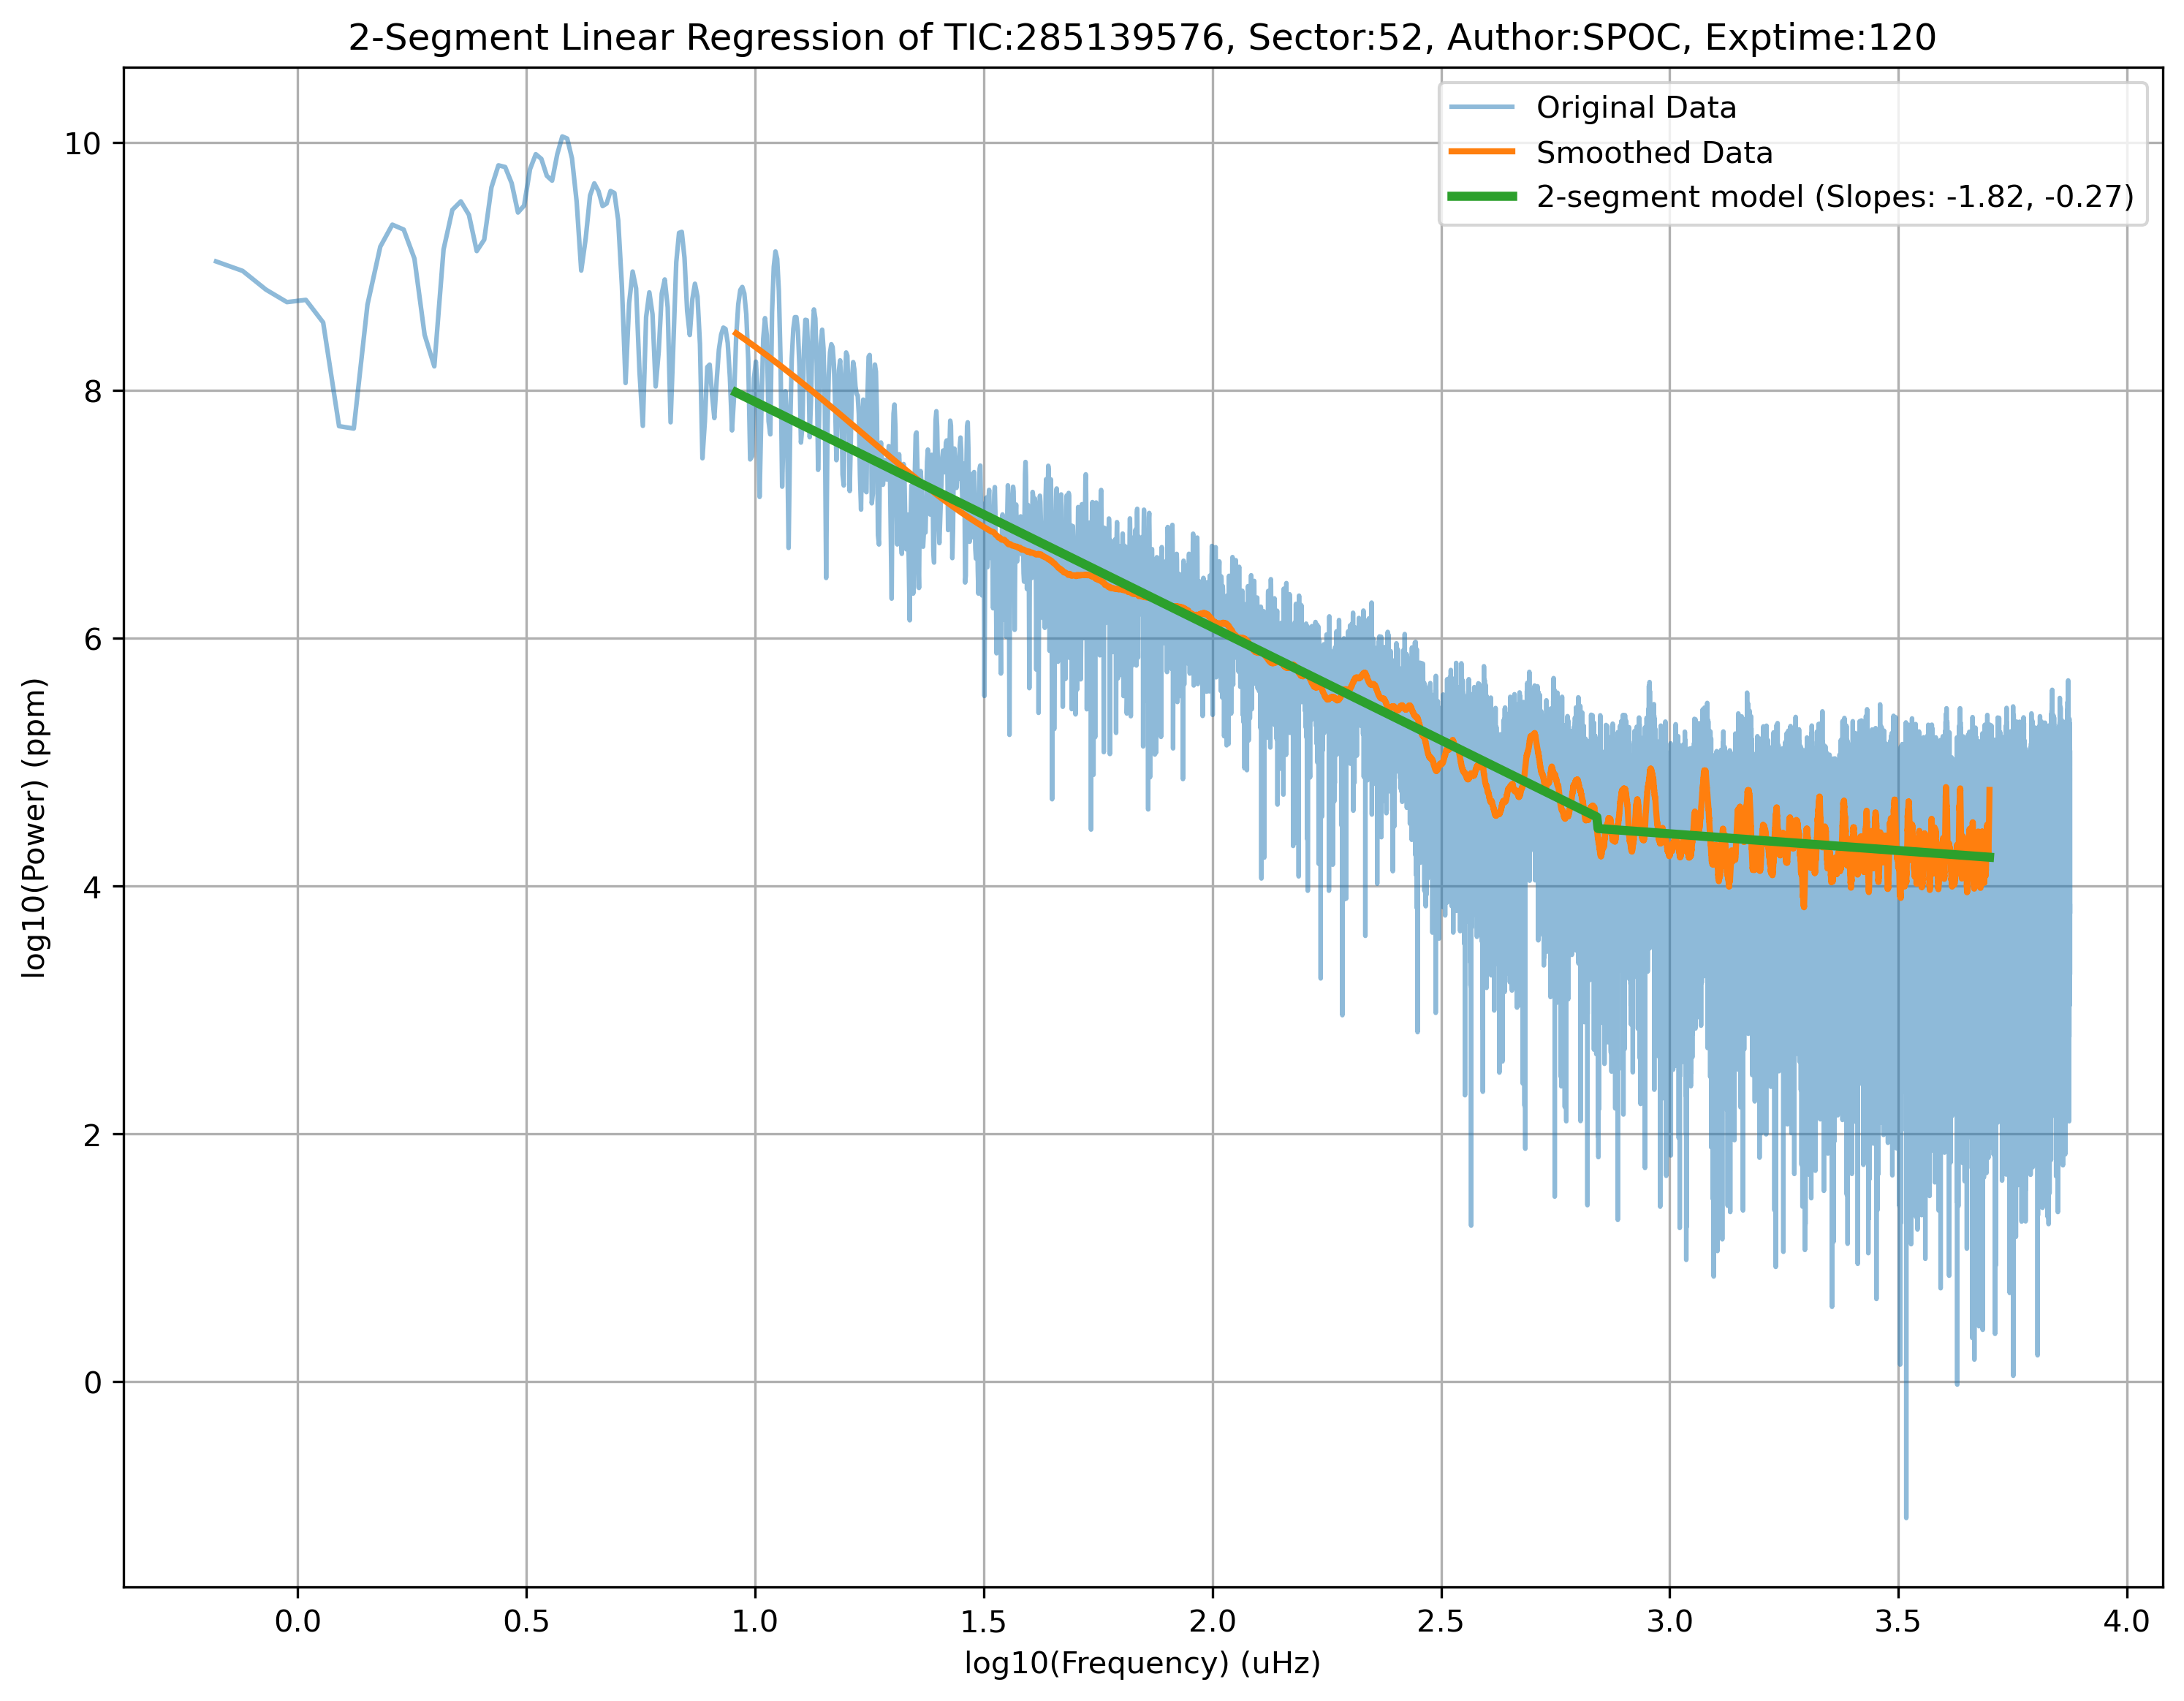 2-Segment Linear Regression of TIC:285139576, Sector:52, Author:SPOC, Exptime:120
Original Data
Smoothed Data
2-segment model (Slopes: -1.82, -0.27)
log10(Power) (ppm)
10
8
6
4
2
0
0.0 0.5 1.0 1.5 2.0 2.5 3.0 3.5 4.0
log10(Frequency) (uHz)